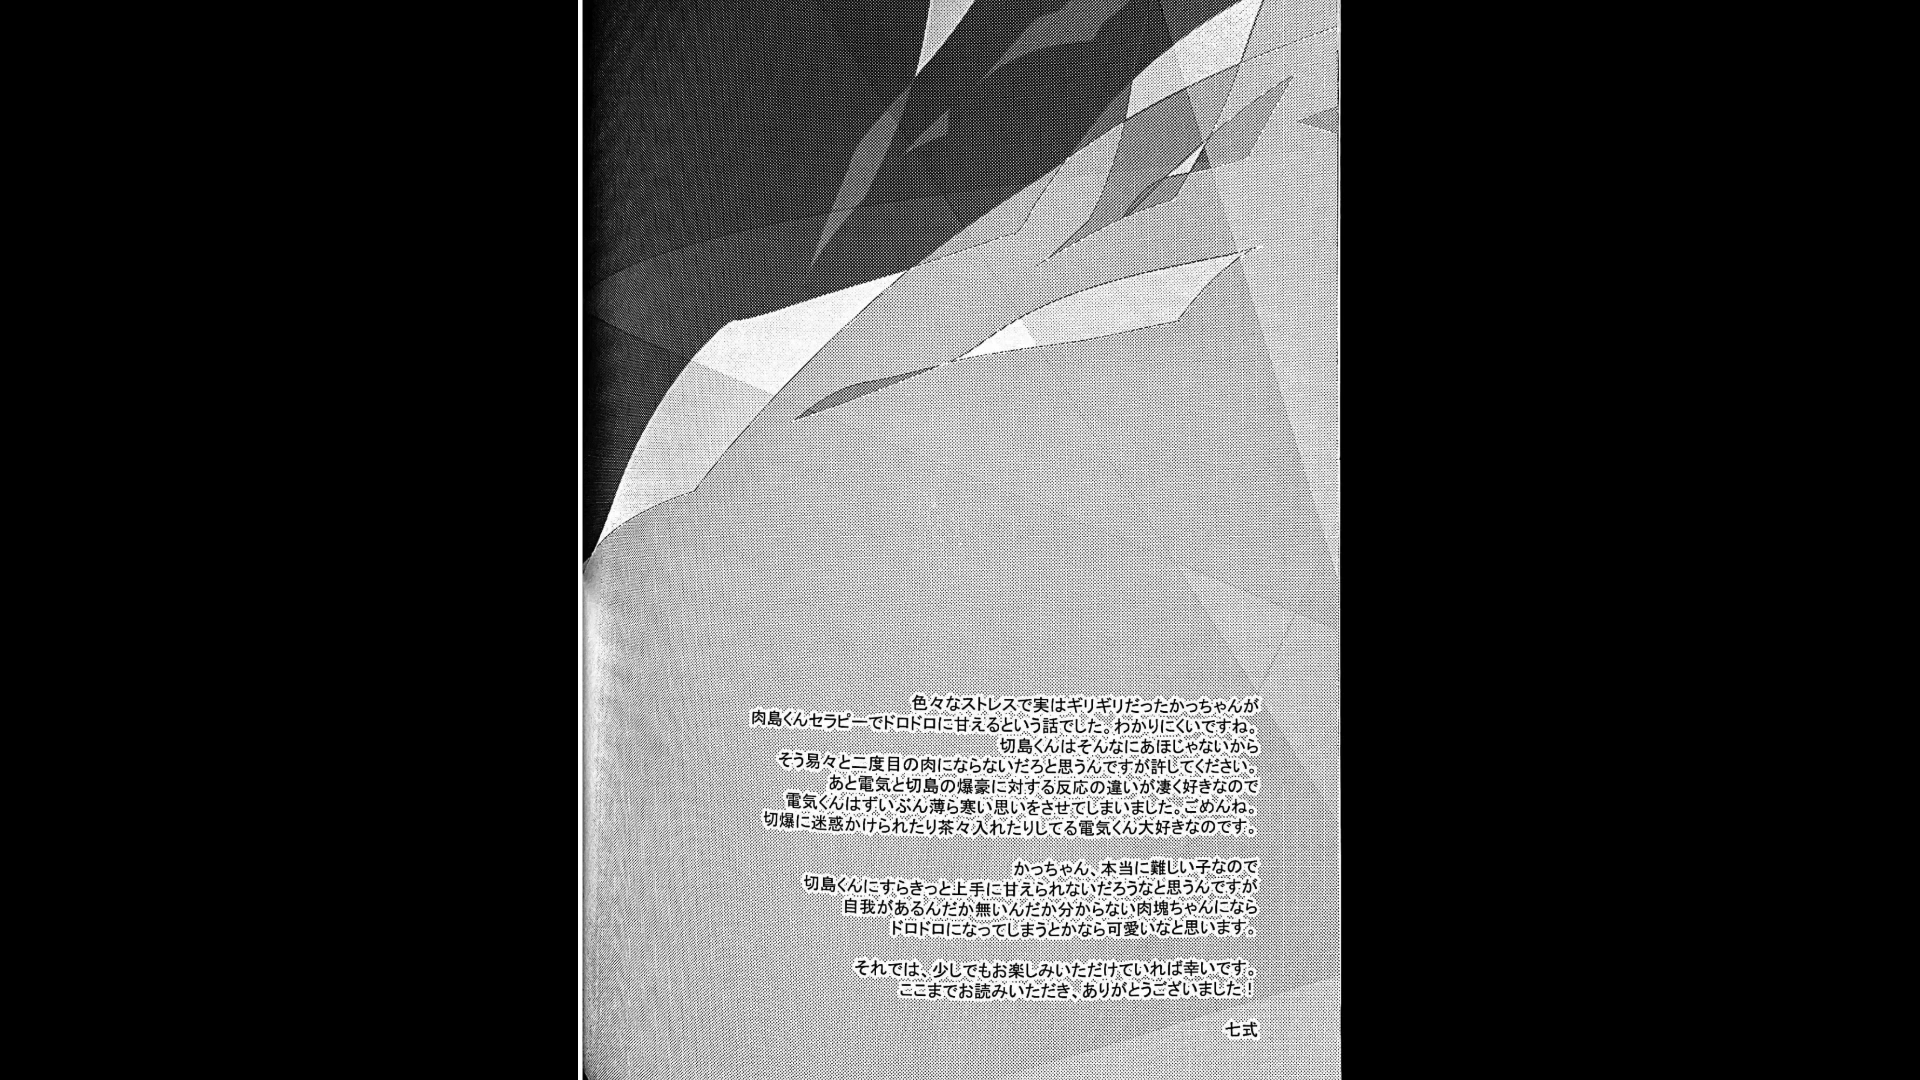 色々なストレスで実はギリギリだったかっちゃんが
肉島くんセラピーでドロドロに甘えるという話でした。わかりにくいですね。
切島くんはそんなにあほじゃないから
そう易々と二度目の肉にならないだろと思うんですが許してください。
あと電気と切島の爆豪に対する反応の違いが凄く好きなので
電気くんはずいぶん薄ら寒い思いをさせてしまいました。ごめんね。
切爆に迷惑かけられたり茶々入れたりしてる電気くん大好きなのです。
かっちゃん、本当に難しい子なので
切島くんにすらきっと上手に甘えられないだろうなと思うんですが
自我があるんだか無いんだか分からない肉塊ちゃんになら
ドロドロになってしまうとかなら可愛いなと思います。
それでは、少しでもお楽しみいただけていれば幸いです。
ここまでお読みいただき、ありがとうございました！
七式